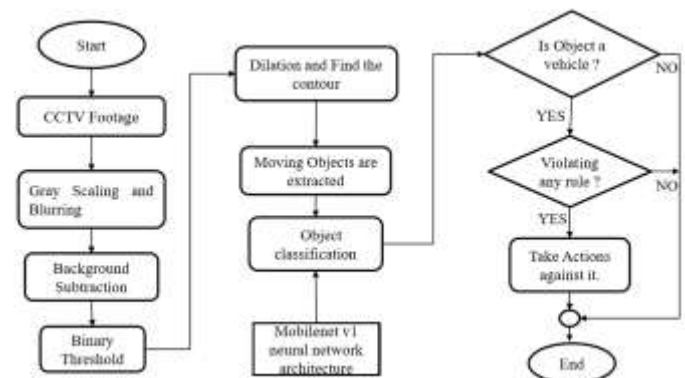 Start
CCTV Footage
Gray Scaling and
Blurring
Background
Subtraction
Binary
Threshold
Dilation and Find the
contour
Moving Objects are
extracted
Object
classification
Mobilenet v1
neural network
architecture
Is Object a
vehicle ?
NO
YES
Violating
any rule ?
NO
YES
Take Actions
against it.
End